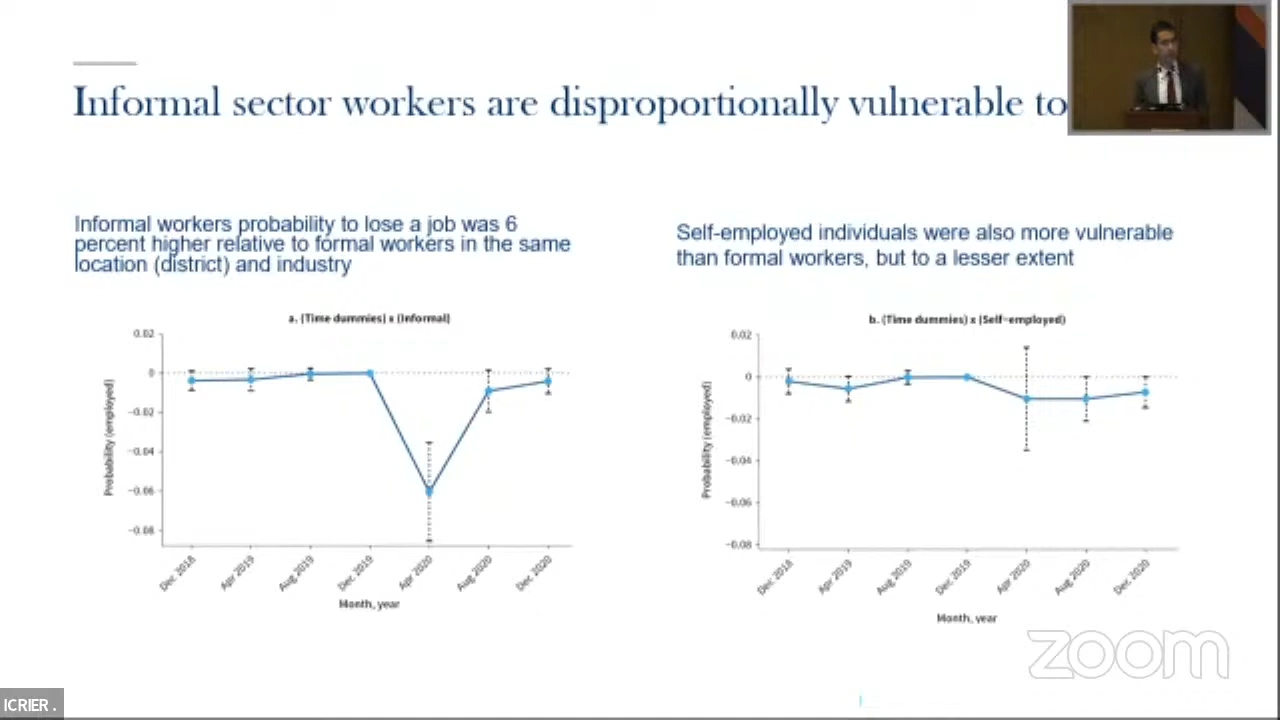 Informal sector workers are disproportionally vulnerable to
Informal workers probability to lose a job was 6
percent higher relative to formal workers in the same
location (district) and industry
Self-employed individuals were also more vulnerable
than formal workers, but to a lesser extent
a. (Time dummies) x (Informal)
0.02
0
−0.02
−0.04
−0.06
−0.08
Probability (employed)
Dec, 2018
Apr, 2019
Aug, 2019
Dec, 2019
Apr, 2020
Aug, 2020
Dec, 2020
Month, year
b. (Time dummies) x (Self-employed)
0.02
0
−0.02
−0.04
−0.06
−0.08
Probability (employed)
Dec, 2018
Apr, 2019
Aug, 2019
Dec, 2019
Apr, 2020
Aug, 2020
Dec, 2020
Month, year
zoom
ICRIER .